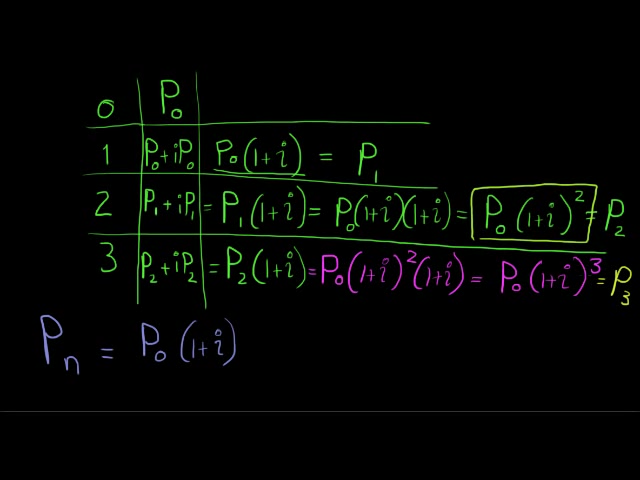 0 P₀
1 P₀+iP₀ P₀(1+i) = P₁
2 P₁+iP₁ = P₁(1+i) = P₀(1+i)(1+i) = P₀(1+i)² = P₂
3 P₂+iP₂ = P₂(1+i) = P₀(1+i)²(1+i) = P₀(1+i)³ = P₃
Pₙ = P₀(1+i)